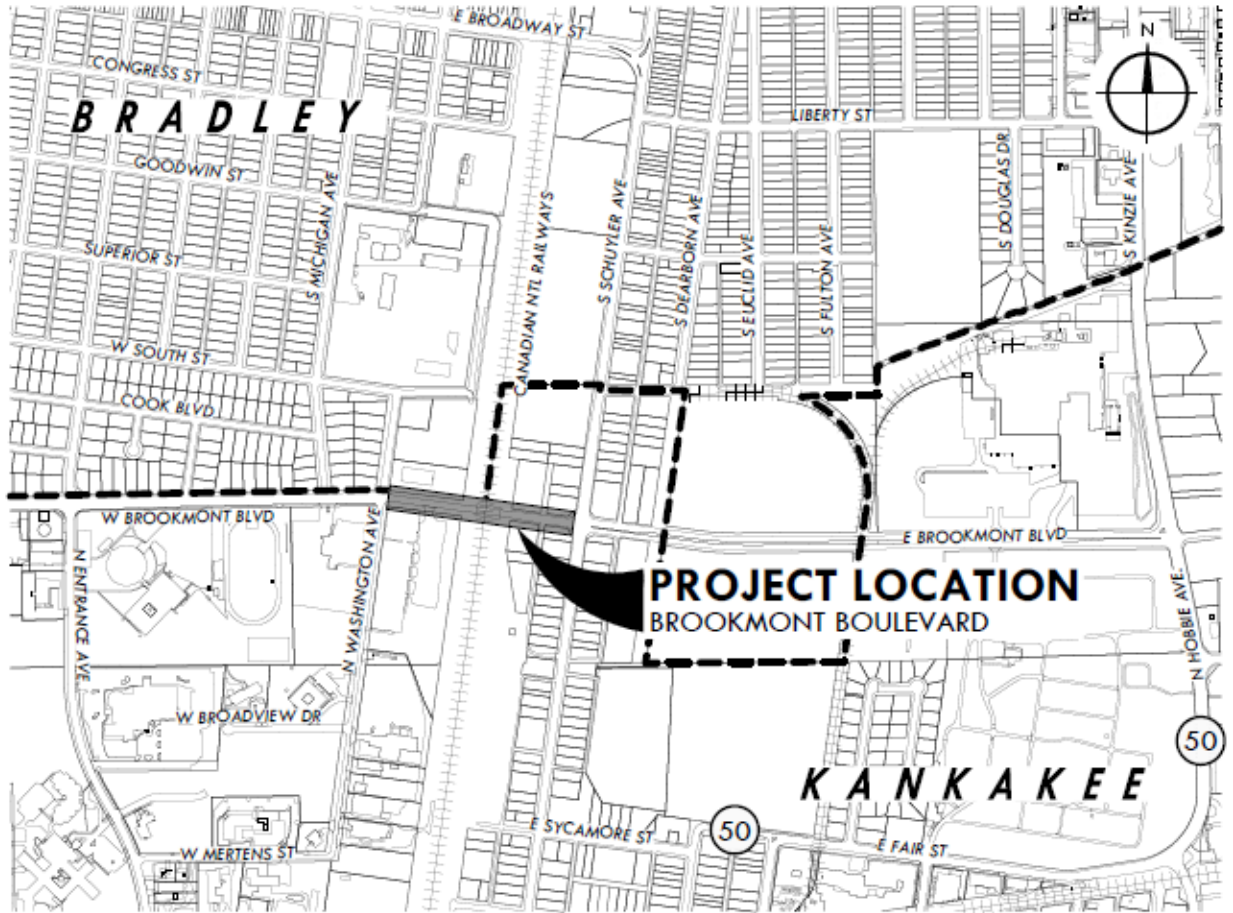 E BROADWAY ST
N
CONGRESS ST
BRADLEY
LIBERTY ST
GOODWIN ST
S MICHIGAN AVE
CANADIAN NTL RAILWAYS
S SCHUYLER AVE
S DEARBORN AVE
S EUCLID AVE
S FULTON AVE
S DOUGLAS DR
S KINZIE AVE
SUPERIOR ST
W SOUTH ST
COOK BLVD
W BROOKMONT BLVD
E BROOKMONT BLVD
N ENTRANCE AVE
N WASHINGTON AVE
PROJECT LOCATION
BROOKMONT BOULEVARD
N HOBBIE AVE.
W BROADVIEW DR
50
KANKAKEE
E SYCAMORE ST
50
E FAIR ST
W MERTENS ST